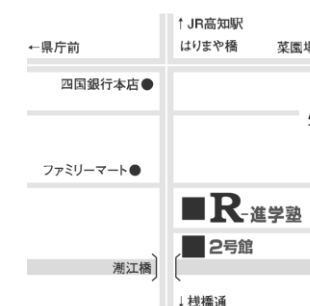 ↑JR高知駅
←県庁前
はりまや橋
菜園場
四国銀行本店●
ファミリーマート●
■R-進学塾
■2号館
潮江橋
↓桟橋通